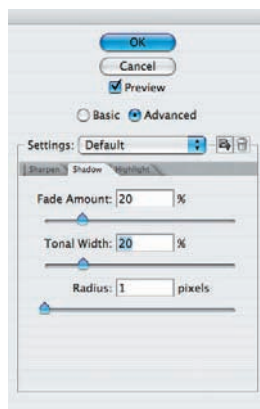 OK
Cancel
Preview
Basic Advanced
Settings: Default
Sharpen Shadow Highlight
Fade Amount: 20 %
Tonal Width: 20 %
Radius: 1 pixels